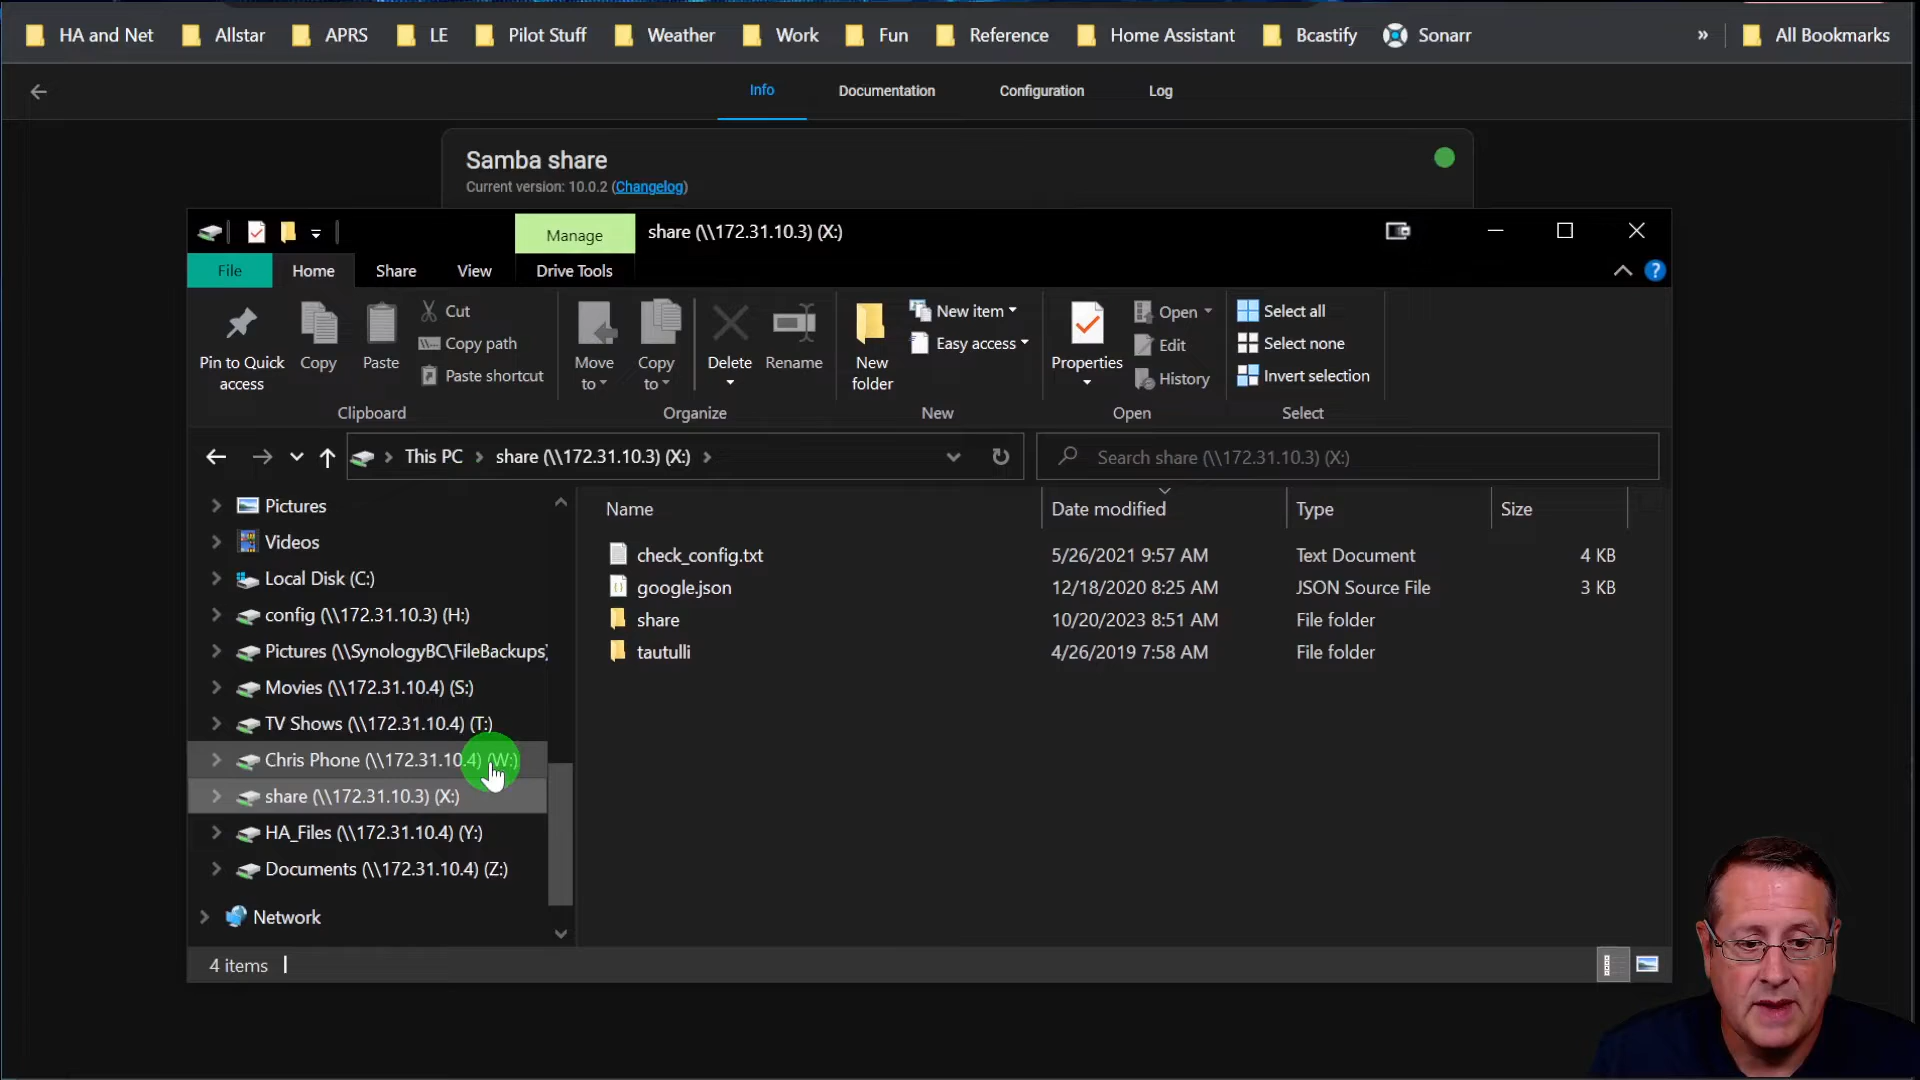 HA and Net Allstar APRS LE Pilot Stuff Weather Work Fun Reference Home Assistant Bcastify Sonarr » All Bookmarks
Info Documentation Configuration Log
Samba share
Current version: 10.0.2 (Changelog)
Manage share (\\172.31.10.3) (X:)
File Home Share View Drive Tools
Pin to Quick access
Copy
Paste
Cut
Copy path
Paste shortcut
Clipboard
Move to
Copy to
Delete
Rename
Organize
New folder
New item
Easy access
New
Properties
Open
Edit
History
Open
Select all
Select none
Invert selection
Select
This PC > share (\\172.31.10.3) (X:) >
Search share (\\172.31.10.3) (X:)
Pictures
Videos
Local Disk (C:)
config (\\172.31.10.3) (H:)
Pictures (\\SynologyBC\FileBackups)
Movies (\\172.31.10.4) (S:)
TV Shows (\\172.31.10.4) (T:)
Chris Phone (\\172.31.10.4) (W:)
share (\\172.31.10.3) (X:)
HA_Files (\\172.31.10.4) (Y:)
Documents (\\172.31.10.4) (Z:)
Network
Name Date modified Type Size
check_config.txt 5/26/2021 9:57 AM Text Document 4 KB
google.json 12/18/2020 8:25 AM JSON Source File 3 KB
share 10/20/2023 8:51 AM File folder
tautulli 4/26/2019 7:58 AM File folder
4 items